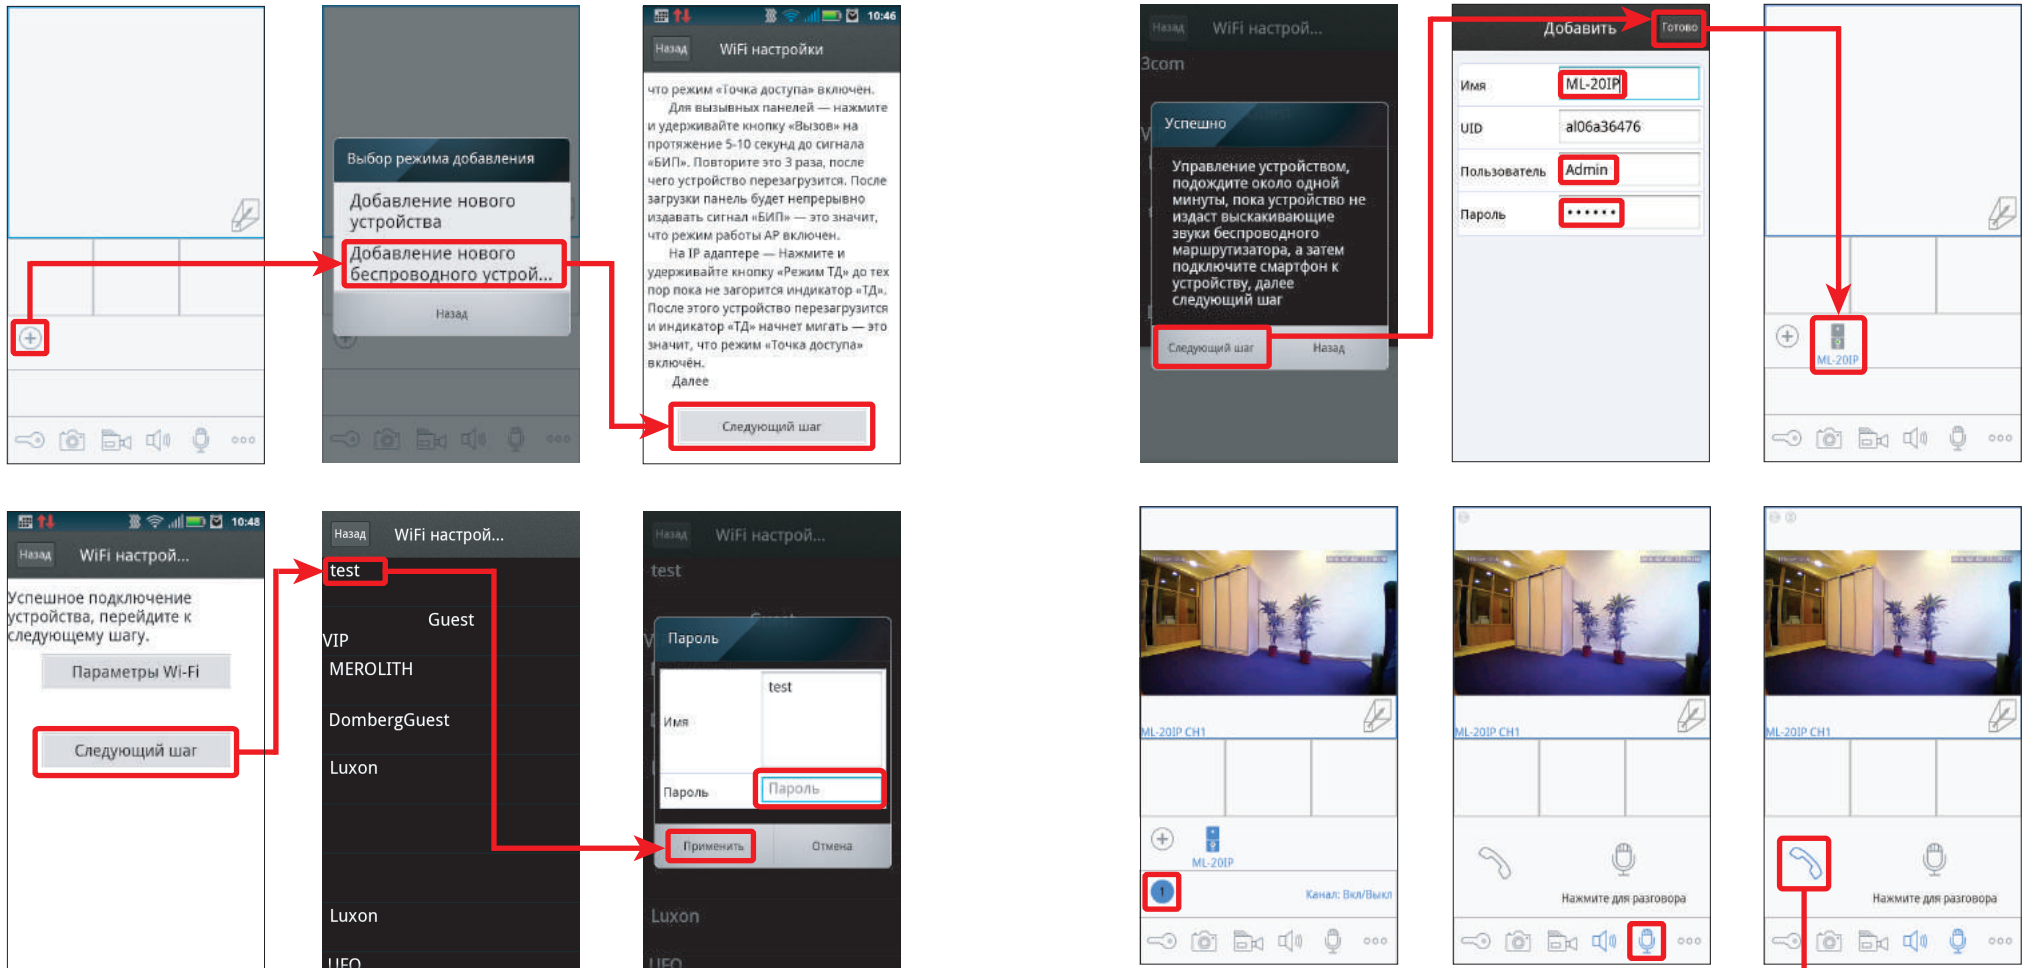 Выбор режима добавления
Добавление нового
устройства
Добавление нового
беспроводного устрой...
Назад
10:46
Назад
WiFi настройки
что режим «Точка доступа» включён.
Для вызывных панелей — нажмите
и удерживайте кнопку «Вызов» на
протяжение 5-10 секунд до сигнала
«БИП». Повторите это 3 раза, после
чего устройство перезагрузится. После
загрузки панель будет непрерывно
издавать сигнал «БИП» — это значит,
что режим работы АР включен.
На IP адаптере — Нажмите и
удерживайте кнопку «Режим ТД» до тех
пор пока не загорится индикатор «ТД».
После этого устройство перезагрузится
и индикатор «ТД» начнет мигать — это
значит, что режим «Точка доступа»
включён.
Далее
Следующий шаг
Назад
WiFi настрой...
3com
Успешно
Управление устройством,
подождите около одной
минуты, пока устройство не
издаст выскакивающие
звуки беспроводного
маршрутизатора, а затем
подключите смартфон к
устройству, далее
следующий шаг
Следующий шаг
Назад
Добавить
Готово
Имя
ML-20IP
UID
al06a36476
Пользователь
Admin
Пароль
••••••
ML-20IP
10:48
Назад
WiFi настрой...
Успешное подключение
устройства, перейдите к
следующему шагу.
Параметры Wi-Fi
Следующий шаг
Назад
WiFi настрой...
test
Guest
VIP
MEROLITH
DombergGuest
Luxon
Luxon
UFO
Назад
WiFi настрой...
test
Пароль
test
Имя
Пароль
Пароль
Применить
Отмена
Luxon
UFO
ML-20IP CH1
ML-20IP
1
Канал: Вкл/Выкл
ML-20IP CH1
Нажмите для разговора
ML-20IP CH1
Нажмите для разговора